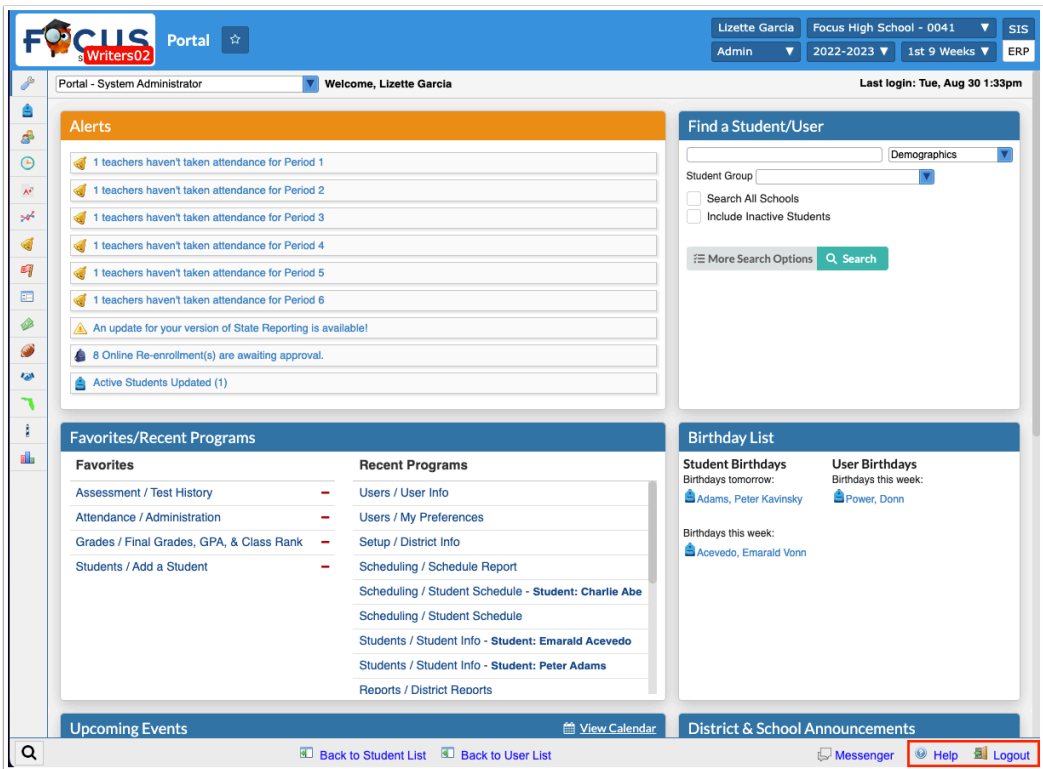 FOCUS
Writers02
Portal
Lizette Garcia
Focus High School - 0041
SIS
Admin
2022-2023
1st 9 Weeks
ERP
Portal - System Administrator
Welcome, Lizette Garcia
Last login: Tue, Aug 30 1:33pm
Alerts
1 teachers haven't taken attendance for Period 1
1 teachers haven't taken attendance for Period 2
1 teachers haven't taken attendance for Period 3
1 teachers haven't taken attendance for Period 4
1 teachers haven't taken attendance for Period 5
1 teachers haven't taken attendance for Period 6
An update for your version of State Reporting is available!
8 Online Re-enrollment(s) are awaiting approval.
Active Students Updated (1)
Find a Student/User
Demographics
Student Group
Search All Schools
Include Inactive Students
More Search Options
Search
Favorites/Recent Programs
Favorites
Assessment / Test History
Attendance / Administration
Grades / Final Grades, GPA, & Class Rank
Students / Add a Student
Recent Programs
Users / User Info
Users / My Preferences
Setup / District Info
Scheduling / Schedule Report
Scheduling / Student Schedule - Student: Charlie Abe
Scheduling / Student Schedule
Students / Student Info - Student: Emarald Acevedo
Students / Student Info - Student: Peter Adams
Reports / District Reports
Birthday List
Student Birthdays
Birthdays tomorrow:
Adams, Peter Kavinsky
Birthdays this week:
Acevedo, Emarald Vonn
User Birthdays
Birthdays this week:
Power, Donn
Upcoming Events
View Calendar
District & School Announcements
Back to Student List
Back to User List
Messenger
Help
Logout